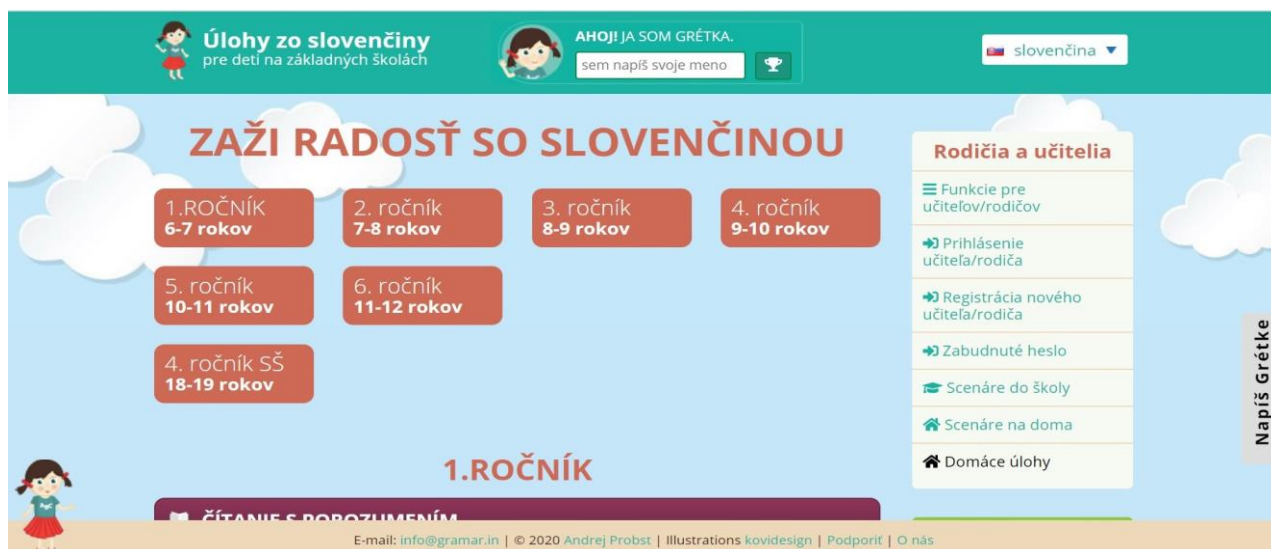 Úlohy zo slovenčiny
pre deti na základných školách
AHOJ! JA SOM GRÉTKA.
sem napíš svoje meno
slovenčina
ZAŽI RADOSŤ SO SLOVENČINOU
1.ROČNÍK
6-7 rokov
2. ročník
7-8 rokov
3. ročník
8-9 rokov
4. ročník
9-10 rokov
5. ročník
10-11 rokov
6. ročník
11-12 rokov
4. ročník SŠ
18-19 rokov
Rodičia a učitelia
Funkcie pre
učiteľov/rodičov
Prihlásenie
učiteľa/rodiča
Registrácia nového
učiteľa/rodiča
Zabudnuté heslo
Scenáre do školy
Scenáre na doma
Domáce úlohy
Napíš Grétke
1.ROČNÍK
ČÍTANIE S POROZUMENÍM
E-mail: info@gramar.in | © 2020 Andrej Probst | Illustrations kovidesign | Podporiť | O nás